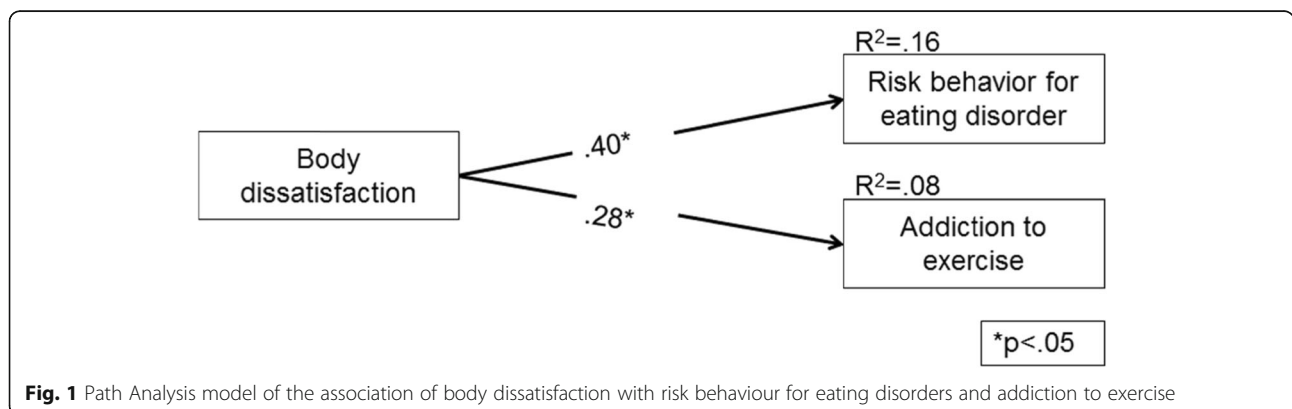 R²=.16
Risk behavior for
eating disorder
Body
dissatisfaction
.40*
.28*
R²=.08
Addiction to
exercise
*p<.05
Fig. 1 Path Analysis model of the association of body dissatisfaction with risk behaviour for eating disorders and addiction to exercise